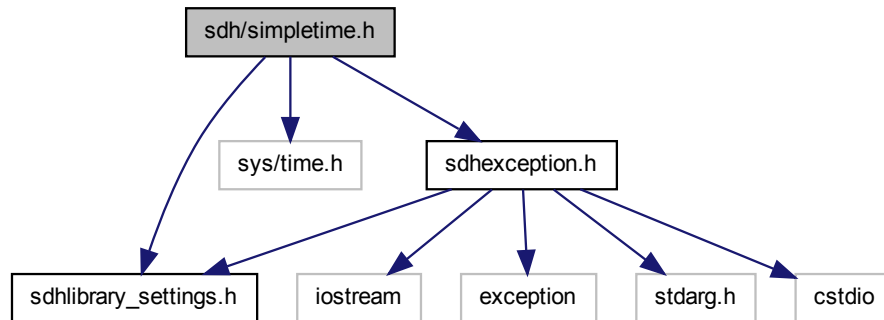 sdh/simpletime.h
sys/time.h
sdhexception.h
sdhlibrary_settings.h
iostream
exception
stdarg.h
cstdio